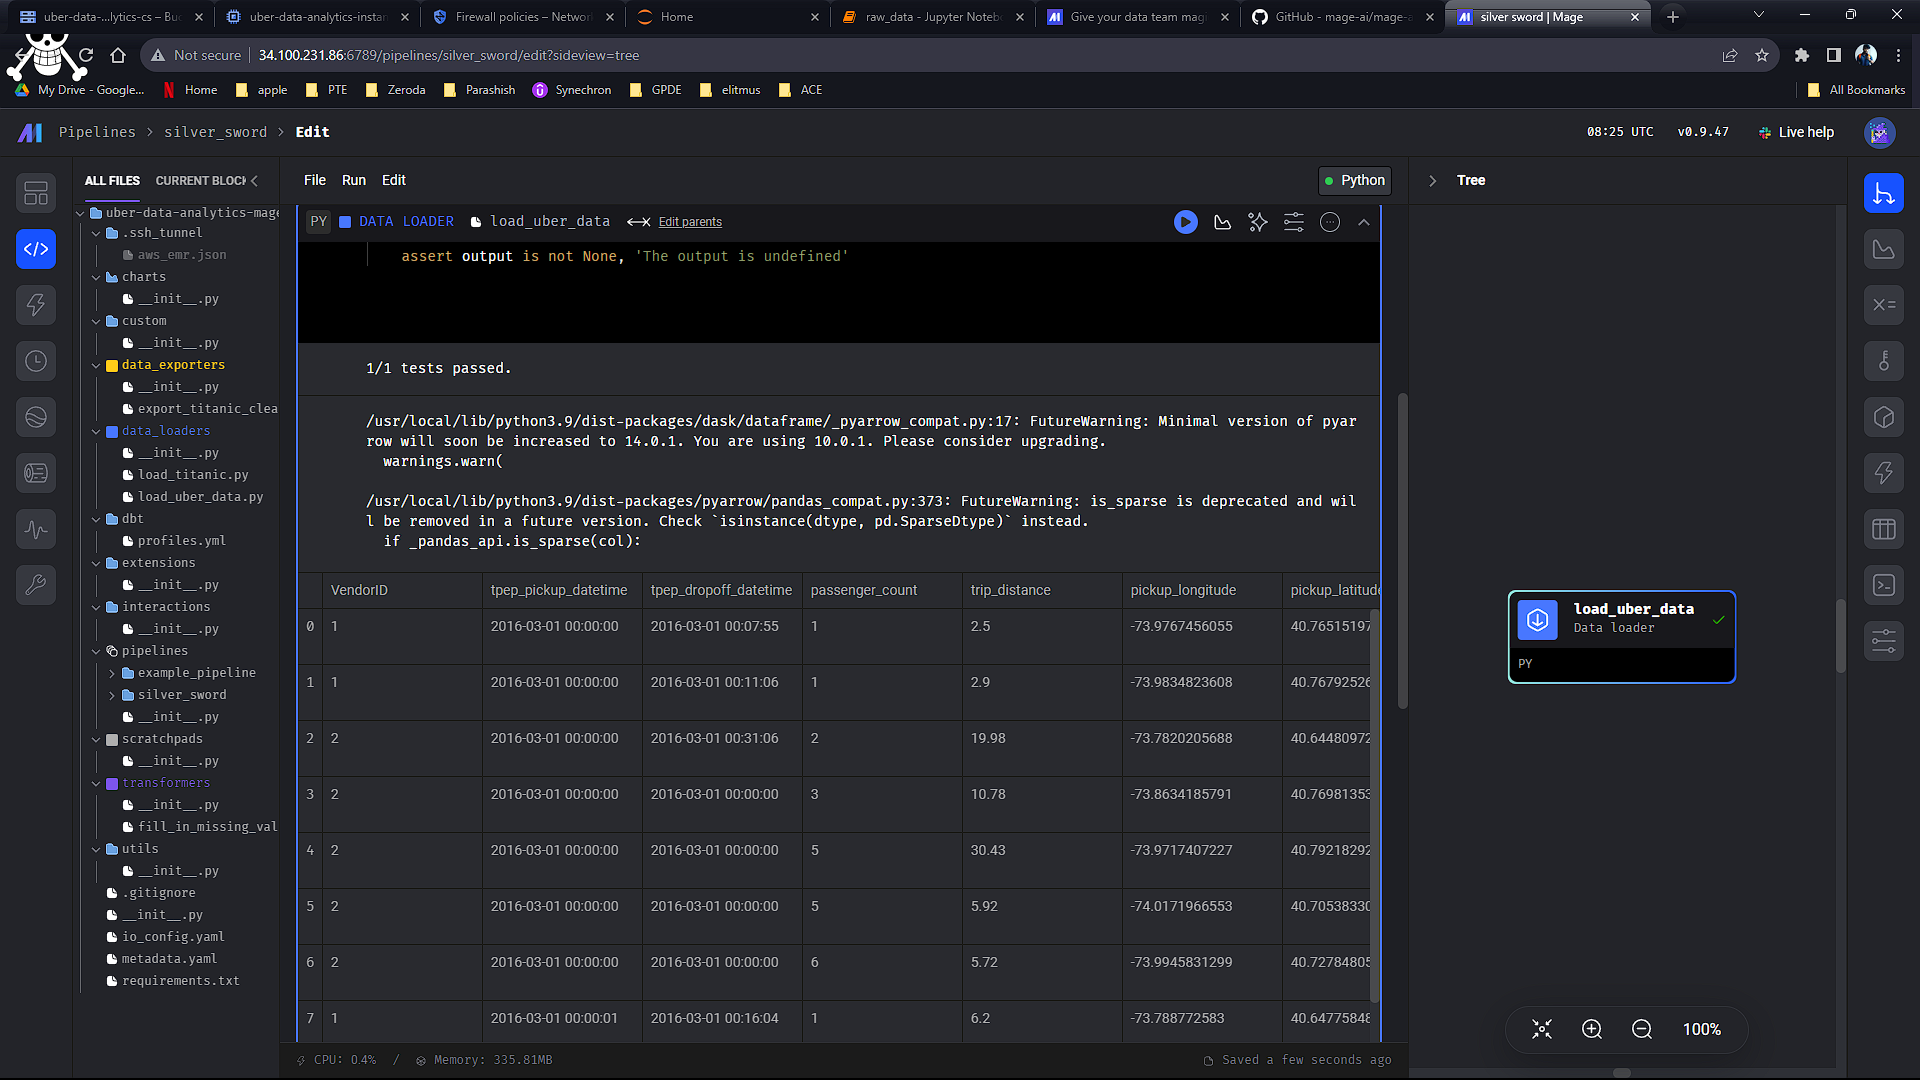 uber-data-...lytics-cs – Buc
uber-data-analytics-instan
Firewall policies – Network
Home
raw_data - Jupyter Noteb
Give your data team magi
GitHub - mage-ai/mage-a
silver sword | Mage
Not secure
34.100.231.86:6789/pipelines/silver_sword/edit?sideview=tree
My Drive - Google...
Home
apple
PTE
Zeroda
Parashish
Synechron
GPDE
elitmus
ACE
All Bookmarks
Pipelines
silver_sword
Edit
08:25 UTC
v0.9.47
Live help
ALL FILES
CURRENT BLOCK
File
Run
Edit
Python
Tree
uber-data-analytics-mage
.ssh_tunnel
aws_emr.json
charts
__init__.py
custom
__init__.py
data_exporters
__init__.py
export_titanic_clea
data_loaders
__init__.py
load_titanic.py
load_uber_data.py
dbt
profiles.yml
extensions
__init__.py
interactions
__init__.py
pipelines
example_pipeline
silver_sword
__init__.py
scratchpads
__init__.py
transformers
__init__.py
fill_in_missing_val
utils
__init__.py
.gitignore
__init__.py
io_config.yaml
metadata.yaml
requirements.txt
PY DATA LOADER load_uber_data Edit parents
assert output is not None, 'The output is undefined'
1/1 tests passed.
/usr/local/lib/python3.9/dist-packages/dask/dataframe/_pyarrow_compat.py:17: FutureWarning: Minimal version of pyar
row will soon be increased to 14.0.1. You are using 10.0.1. Please consider upgrading.
warnings.warn(
/usr/local/lib/python3.9/dist-packages/pyarrow/pandas_compat.py:373: FutureWarning: is_sparse is deprecated and wil
l be removed in a future version. Check `isinstance(dtype, pd.SparseDtype)` instead.
if _pandas_api.is_sparse(col):
VendorID tpep_pickup_datetime tpep_dropoff_datetime passenger_count trip_distance pickup_longitude pickup_latitude
0 1 2016-03-01 00:00:00 2016-03-01 00:07:55 1 2.5 -73.9767456055 40.76515197
1 1 2016-03-01 00:00:00 2016-03-01 00:11:06 1 2.9 -73.9834823608 40.76792526
2 2 2016-03-01 00:00:00 2016-03-01 00:31:06 2 19.98 -73.7820205688 40.64480972
3 2 2016-03-01 00:00:00 2016-03-01 00:00:00 3 10.78 -73.8634185791 40.76981353
4 2 2016-03-01 00:00:00 2016-03-01 00:00:00 5 30.43 -73.9717407227 40.79218292
5 2 2016-03-01 00:00:00 2016-03-01 00:00:00 5 5.92 -74.0171966553 40.70538330
6 2 2016-03-01 00:00:00 2016-03-01 00:00:00 6 5.72 -73.9945831299 40.72784805
7 1 2016-03-01 00:00:01 2016-03-01 00:16:04 1 6.2 -73.788772583 40.64775848
load_uber_data
Data loader
PY
100%
CPU: 0.4% / Memory: 335.81MB
Saved a few seconds ago